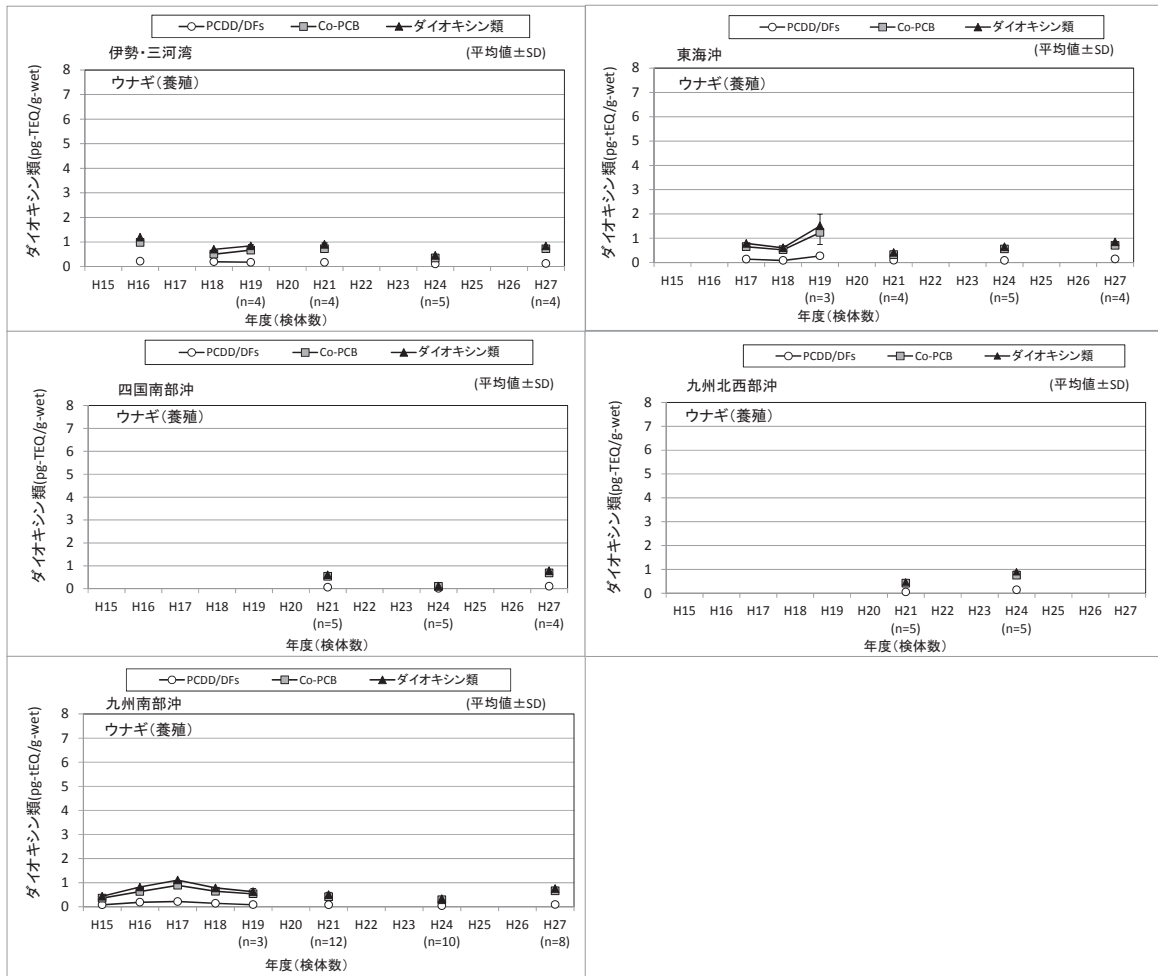 PCDD/DFs Co-PCB ダイオキシン類
伊勢・三河湾 (平均値±SD)
ウナギ(養殖)
ダイオキシン類(pg-TEQ/g-wet)
8
7
6
5
4
3
2
1
0
H15 H16 H18 H19 H20 H21 H22 H23 H24 H25 H26 H27
(n=4) (n=4) (n=5) (n=4)
年度(検体数)
PCDD/DFs Co-PCB ダイオキシン類
東海沖 (平均値±SD)
ウナギ(養殖)
ダイオキシン類(pg-tEQ/g-wet)
8
7
6
5
4
3
2
1
0
H15 H16 H17 H18 H19 H20 H21 H22 H23 H24 H25 H26 H27
(n=3) (n=4) (n=5) (n=4)
年度(検体数)
PCDD/DFs Co-PCB ダイオキシン類
四国南部沖 (平均値±SD)
ウナギ(養殖)
ダイオキシン類(pg-TEQ/g-wet)
8
7
6
5
4
3
2
1
0
H15 H16 H17 H18 H19 H20 H21 H22 H23 H24 H25 H26 H27
(n=5) (n=5) (n=4)
年度(検体数)
PCDD/DFs Co-PCB ダイオキシン類
九州北西部沖 (平均値±SD)
ウナギ(養殖)
ダイオキシン類(pg-TEQ/g-wet)
8
7
6
5
4
3
2
1
0
H15 H16 H17 H18 H19 H20 H21 H22 H23 H24 H25 H26 H27
(n=5) (n=5)
年度(検体数)
PCDD/DFs Co-PCB ダイオキシン類
九州南部沖 (平均値±SD)
ウナギ(養殖)
ダイオキシン類(pg-tEQ/g-wet)
8
7
6
5
4
3
2
1
0
H15 H16 H17 H18 H19 H20 H21 H22 H23 H24 H25 H26 H27
(n=3) (n=12) (n=10) (n=8)
年度(検体数)